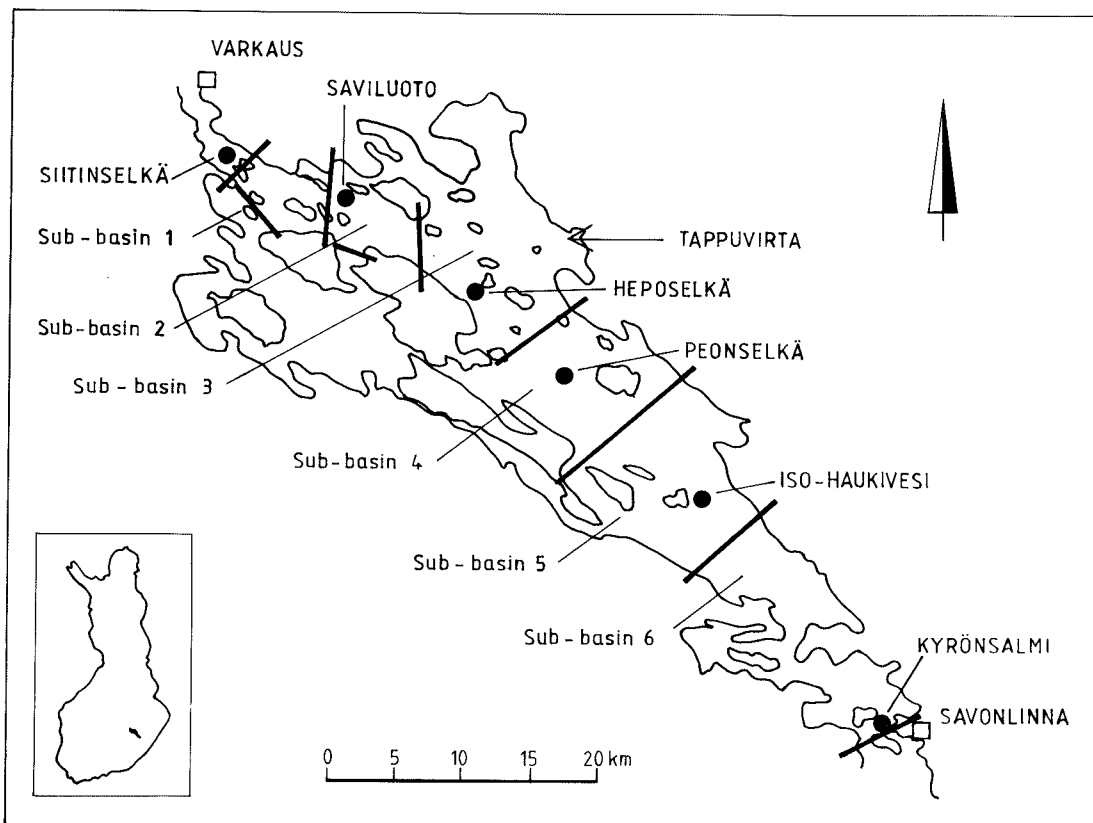 VARKAUS
SAVILUOTO
SIITINSELKÄ
Sub-basin 1
TAPPUVIRTA
HEPOSELKÄ
Sub-basin 2
PEONSELKÄ
Sub-basin 3
Sub-basin 4
ISO-HAUKIVESI
Sub-basin 5
Sub-basin 6
KYRÖNSALMI
SAVONLINNA
0 5 10 15 20 km